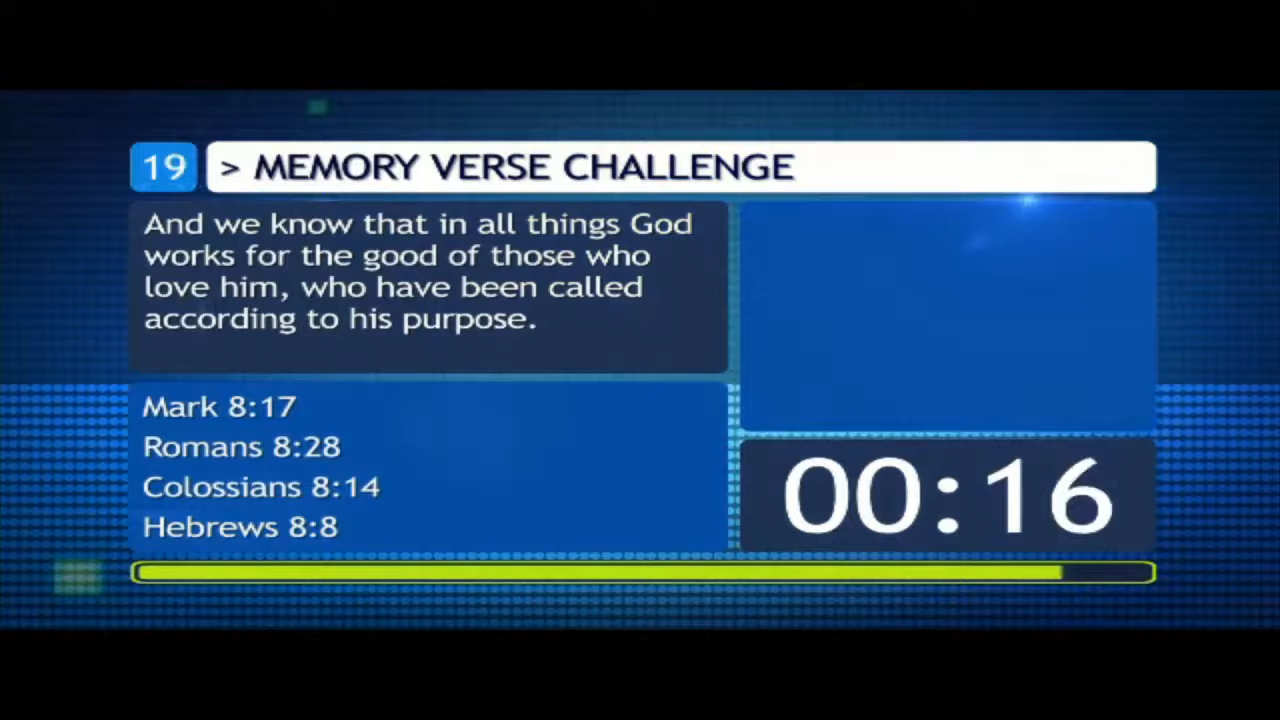 19 > MEMORY VERSE CHALLENGE
And we know that in all things God
works for the good of those who
love him, who have been called
according to his purpose.
Mark 8:17
Romans 8:28
Colossians 8:14
Hebrews 8:8
00:16